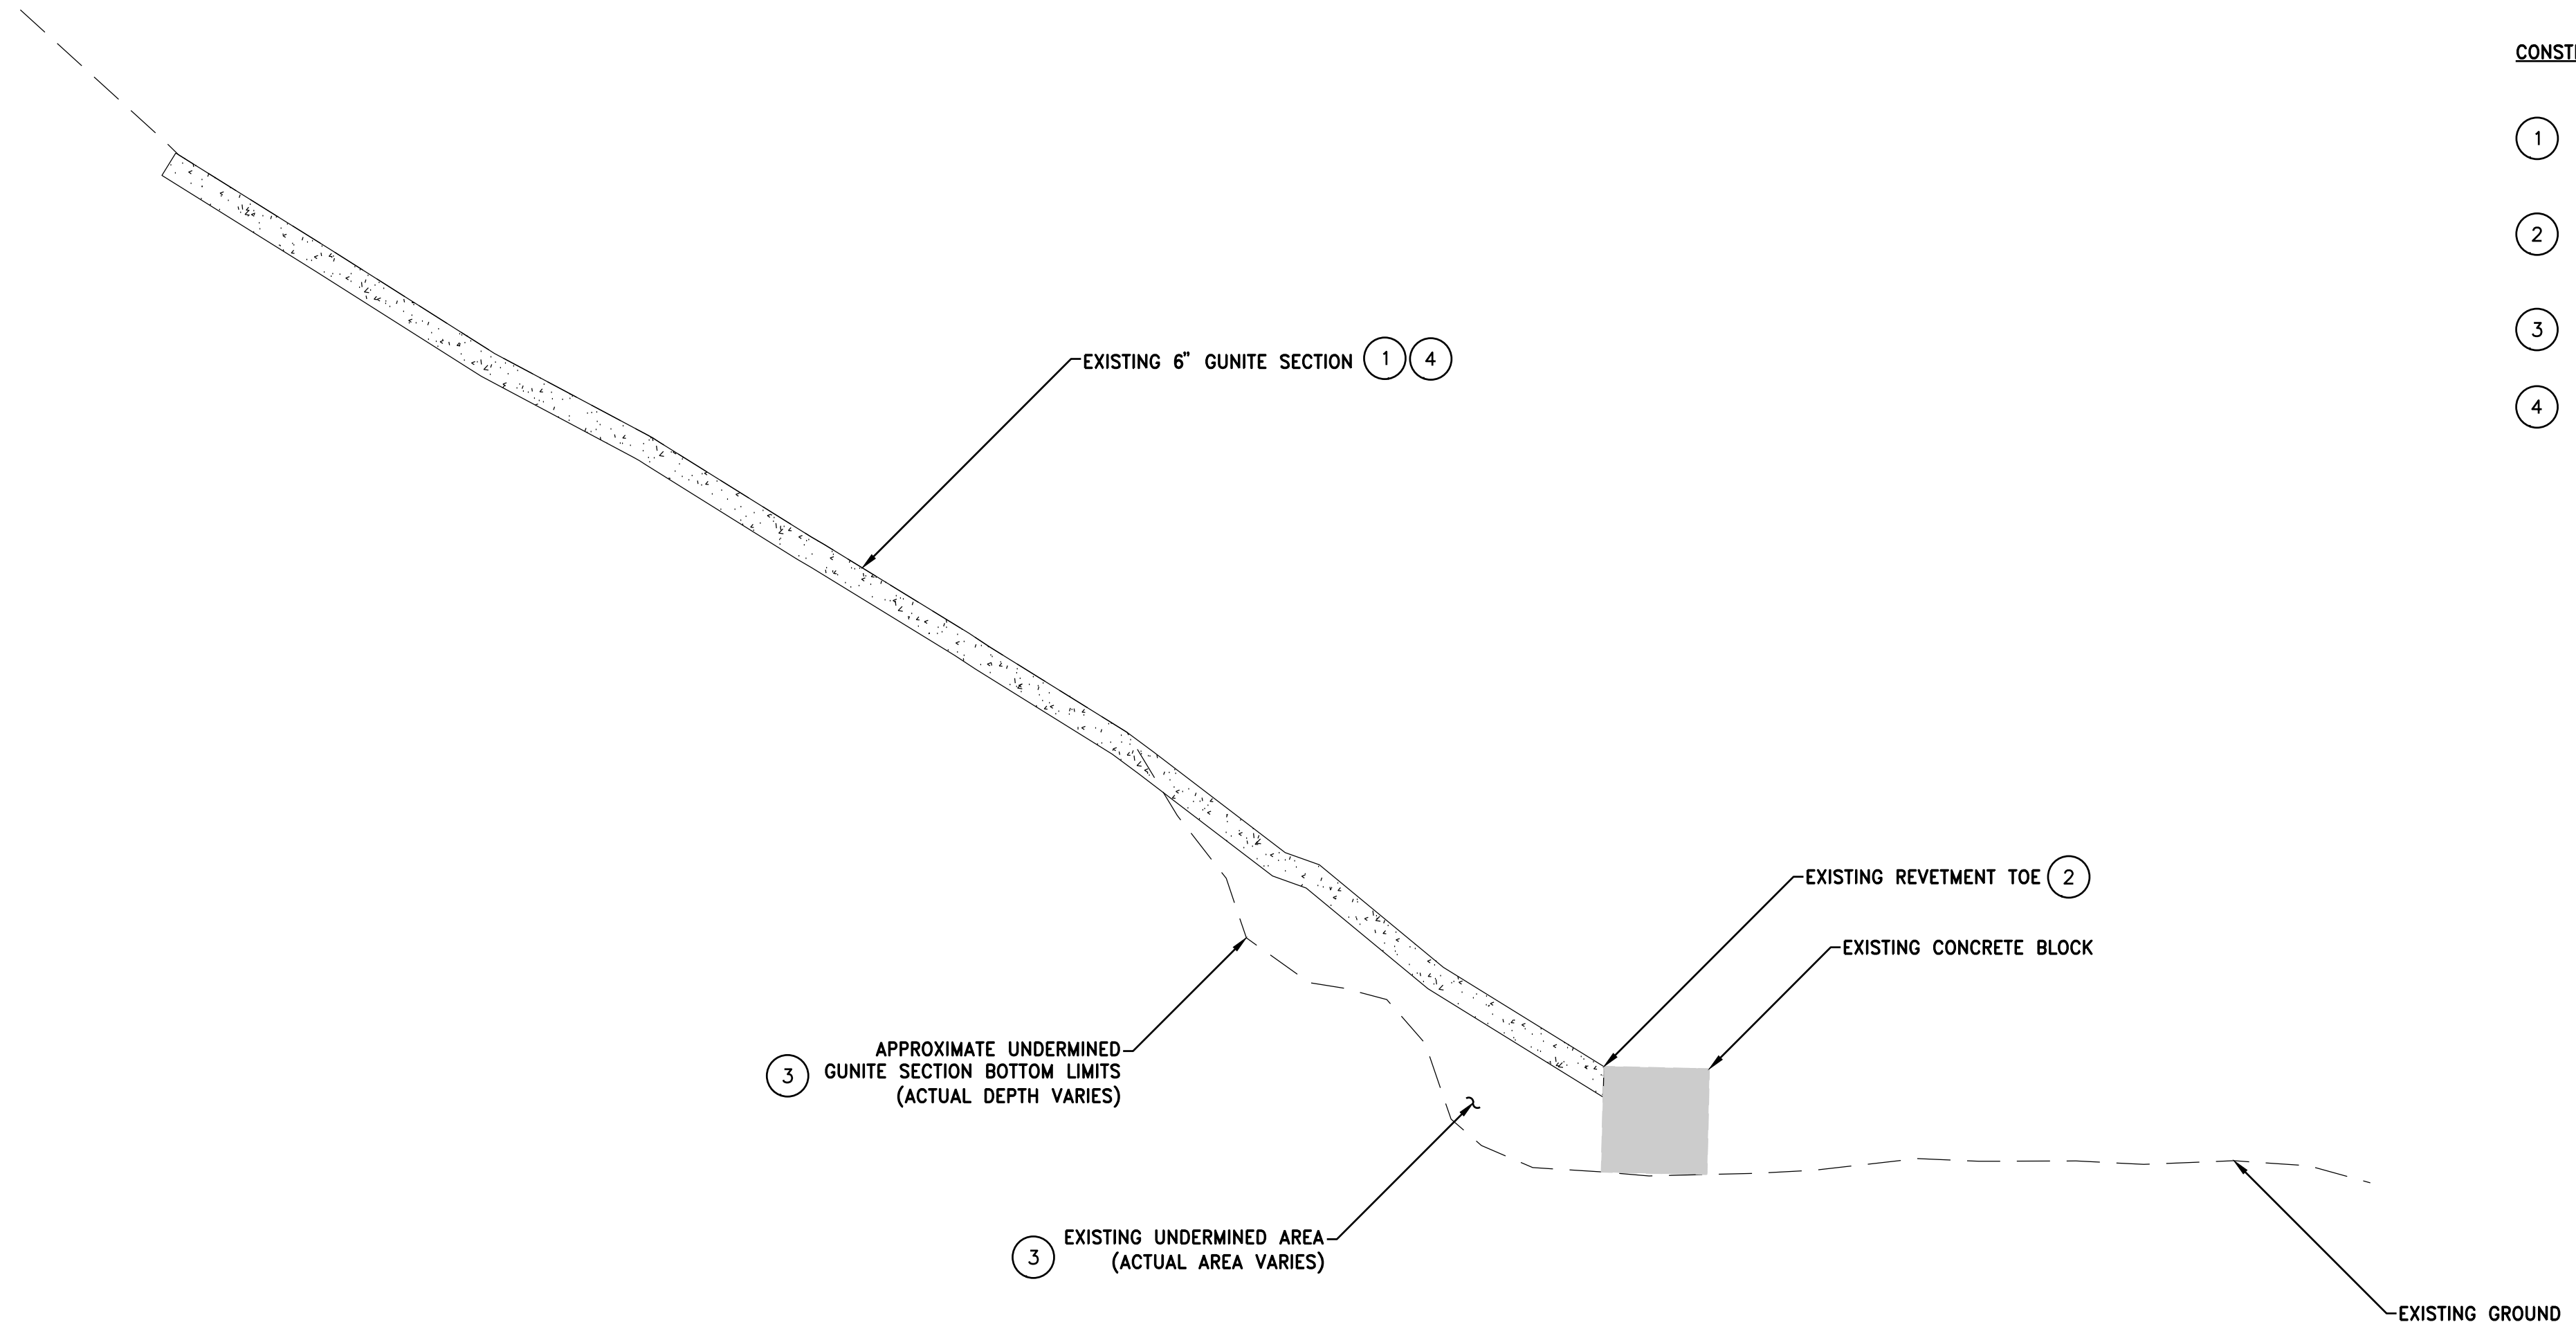 CONST
1
2
3
4
EXISTING 6" GUNITE SECTION 1 4
EXISTING REVETMENT TOE 2
EXISTING CONCRETE BLOCK
APPROXIMATE UNDERMINED
3 GUNITE SECTION BOTTOM LIMITS
(ACTUAL DEPTH VARIES)
3 EXISTING UNDERMINED AREA
(ACTUAL AREA VARIES)
EXISTING GROUND